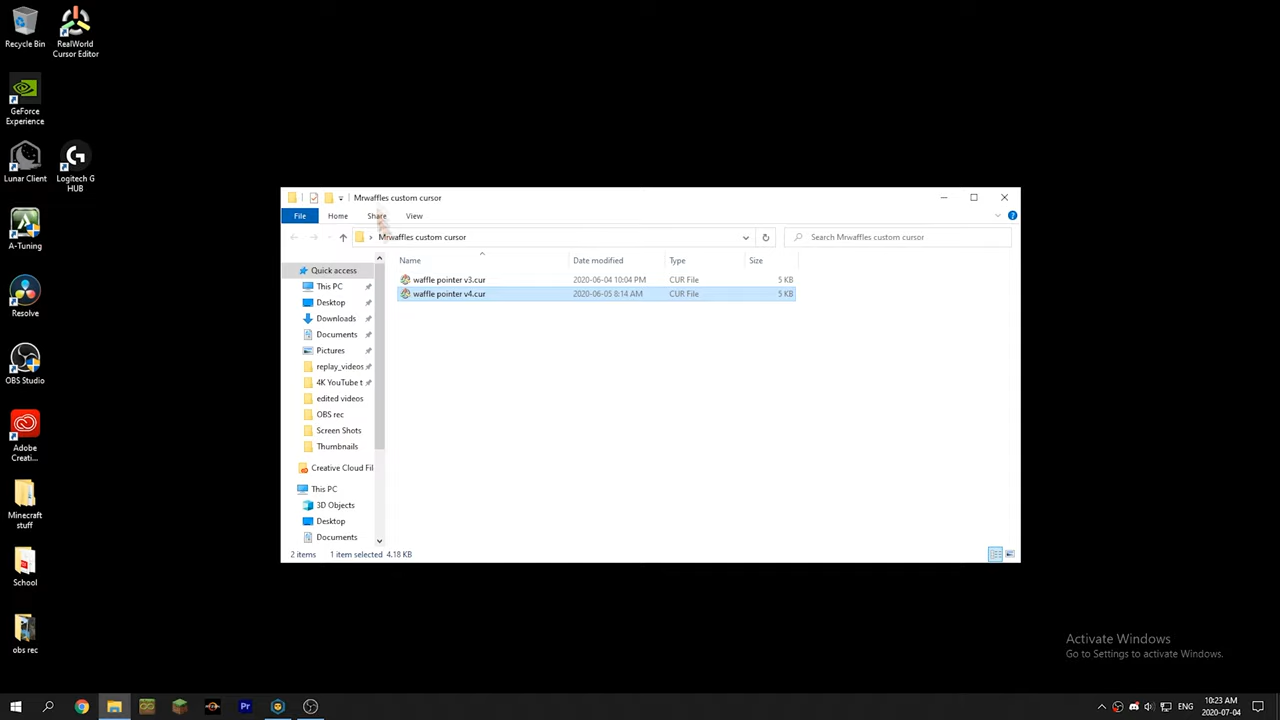 Recycle Bin
RealWorld
Cursor Editor
GeForce
Experience
Lunar Client
Logitech G
HUB
A-Tuning
Resolve
OBS Studio
Adobe
Creati...
Minecraft
stuff
School
obs rec
Mrwaffles custom cursor
File
Home
Share
View
Mrwaffles custom cursor
Search Mrwaffles custom cursor
Name
Date modified
Type
Size
waffle pointer v3.cur
2020-06-04 10:04 PM
CUR File
5 KB
waffle pointer v4.cur
2020-06-05 8:14 AM
CUR File
5 KB
Quick access
This PC
Desktop
Downloads
Documents
Pictures
replay_videos
4K YouTube t
edited videos
OBS rec
Screen Shots
Thumbnails
Creative Cloud Fil
This PC
3D Objects
Desktop
Documents
2 items
1 item selected 4.18 KB
Activate Windows
Go to Settings to activate Windows.
Pr
ENG
10:23 AM
2020-07-04